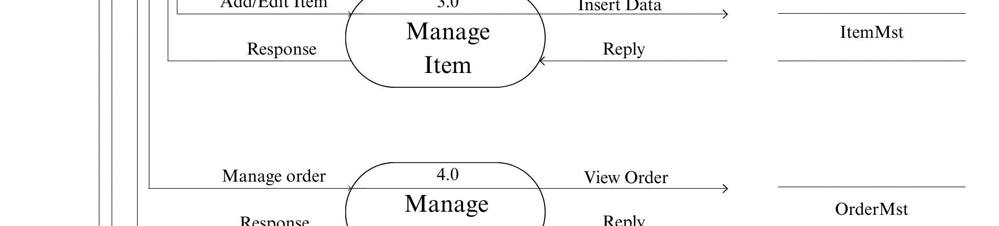 Add/Edit Item
3.0
Insert Data
Manage
Item
ItemMst
Response
Reply
Manage order
4.0
View Order
Manage
OrderMst
Response
Reply